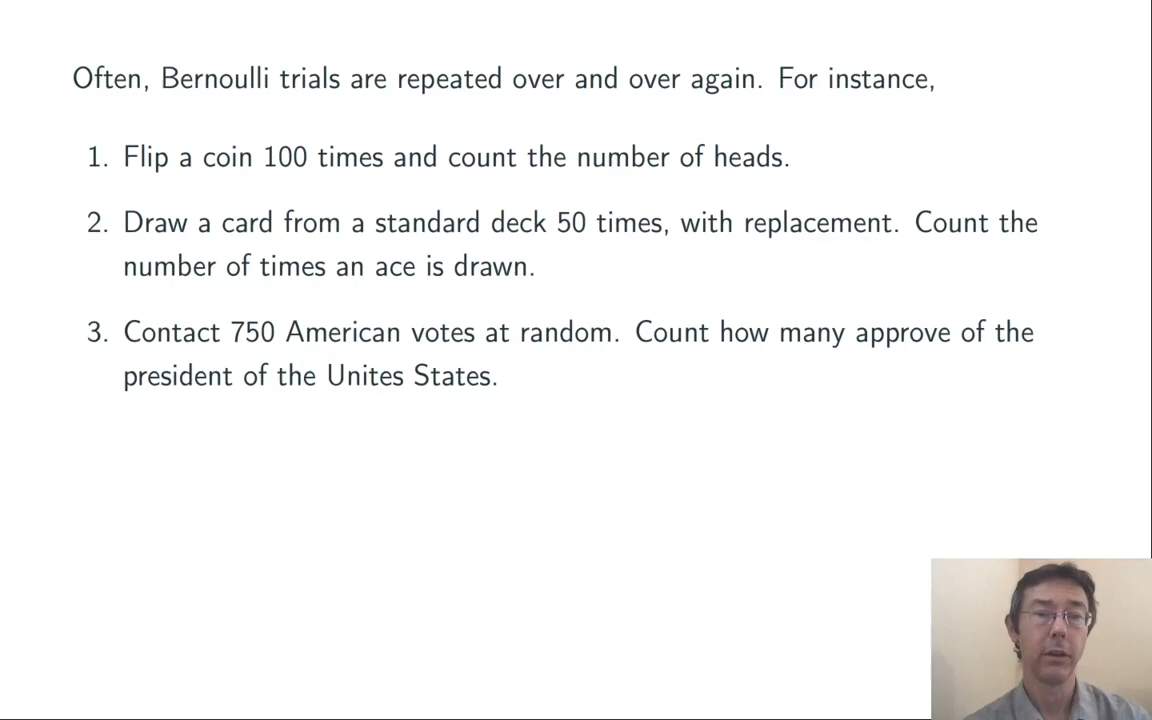 Often, Bernoulli trials are repeated over and over again. For instance,
1. Flip a coin 100 times and count the number of heads.
2. Draw a card from a standard deck 50 times, with replacement. Count the
number of times an ace is drawn.
3. Contact 750 American votes at random. Count how many approve of the
president of the Unites States.